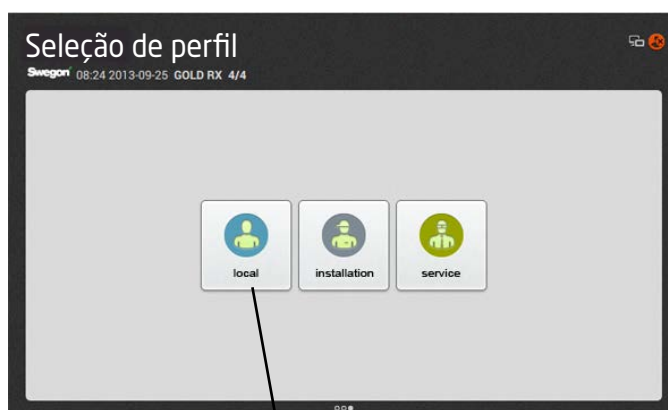 Seleção de perfil
Swegon 08:24 2013-09-25 GOLD RX 4/4
local
installation
service